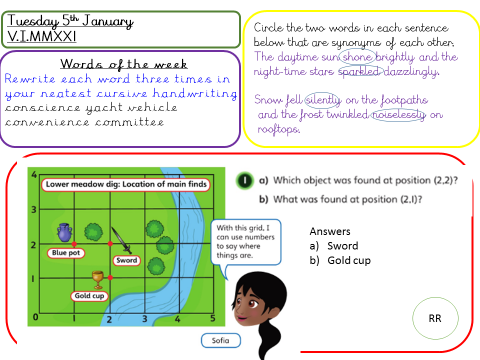 Tuesday 5th January
V.I.MMXXI
Words of the week
Rewrite each word three times in
your neatest cursive handwriting
conscience yacht vehicle
convenience committee
Circle the two words in each sentence
below that are synonyms of each other.
The daytime sun shone brightly and the
night-time stars sparkled dazzlingly.
Snow fell silently on the footpaths
and the frost twinkled noiselessly on
rooftops.
4
Lower meadow dig: Location of main finds
3
2
Blue pot
Sword
1
Gold cup
1 2 3 4 5
With this grid, I
can use numbers
to say where
things are.
Sofia
1 a) Which object was found at position (2,2)?
b) What was found at position (2,1)?
Answers
a) Sword
b) Gold cup
RR